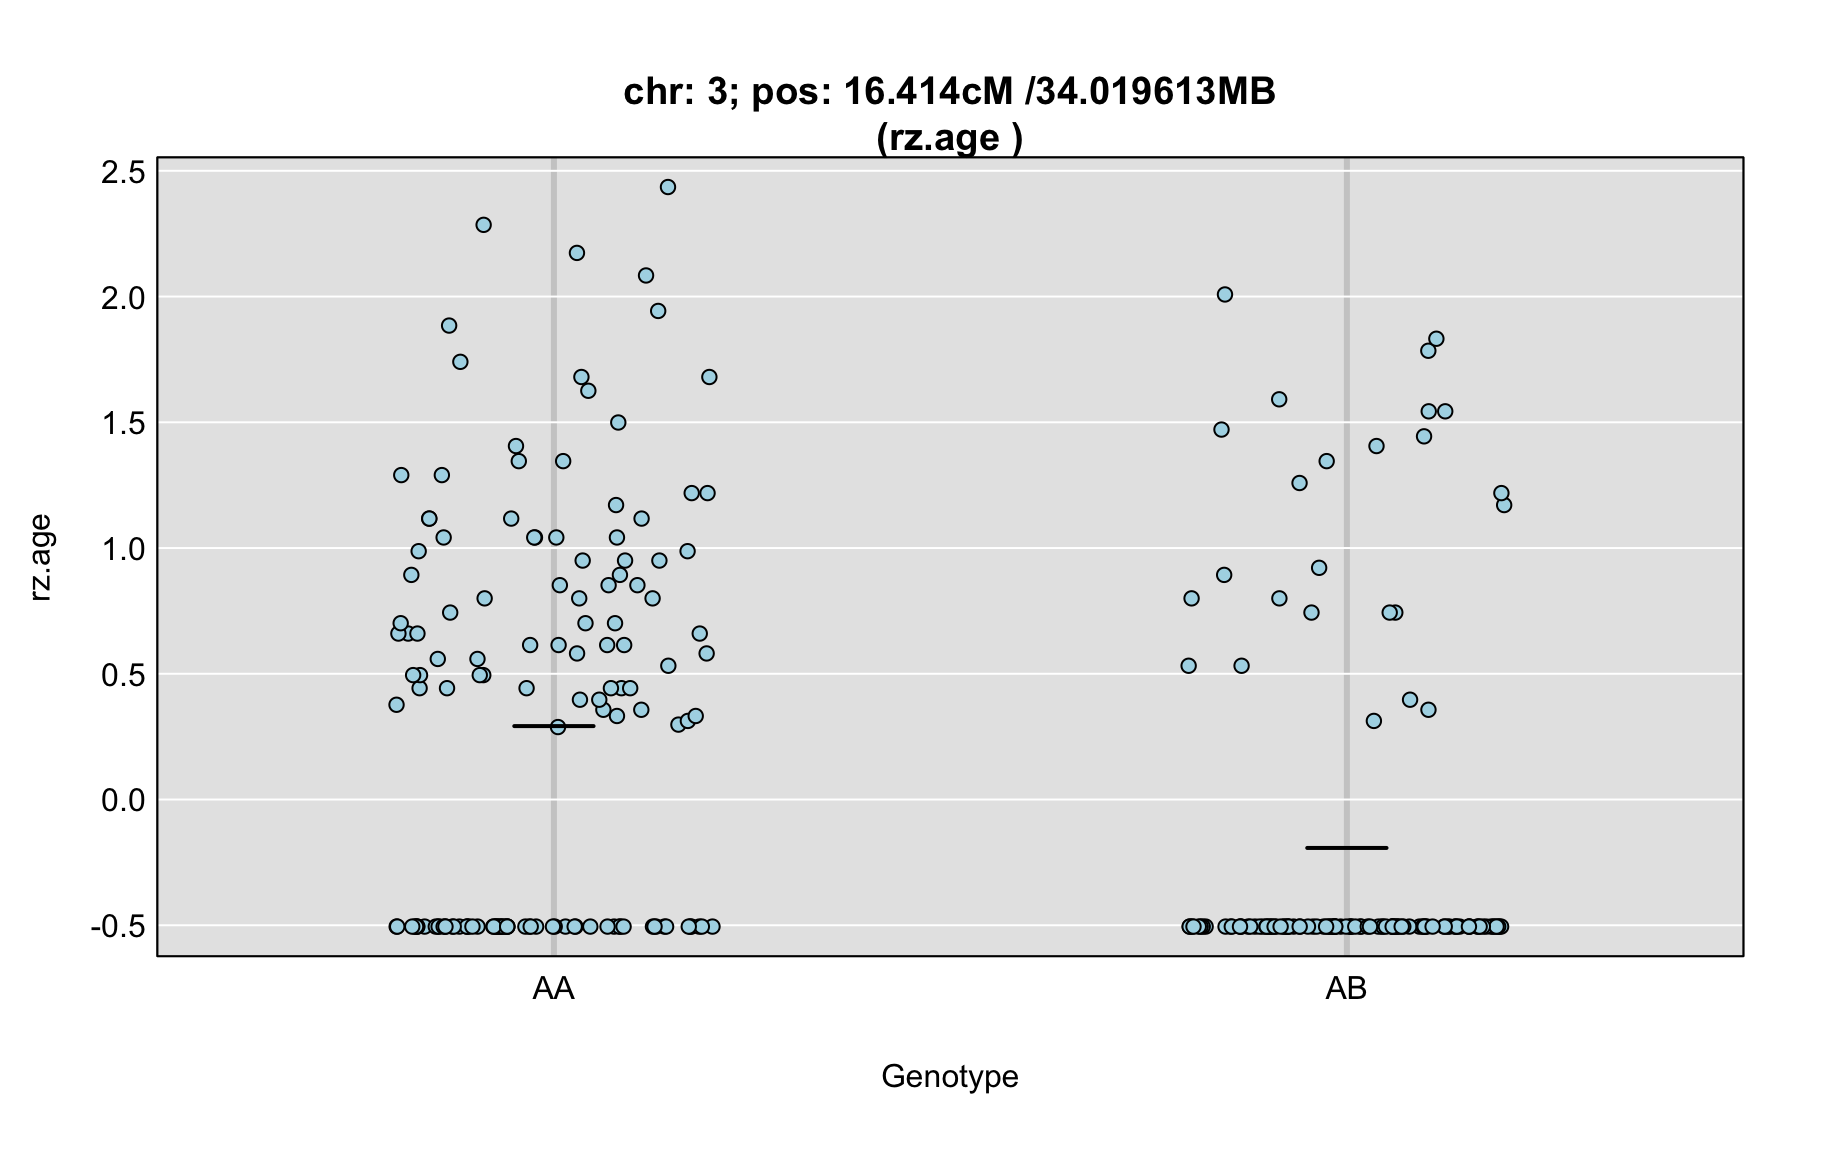 chr: 3; pos: 16.414cM /34.019613MB
(rz.age )
2.5
2.0
1.5
1.0
0.5
0.0
-0.5
rz.age
AA
AB
Genotype